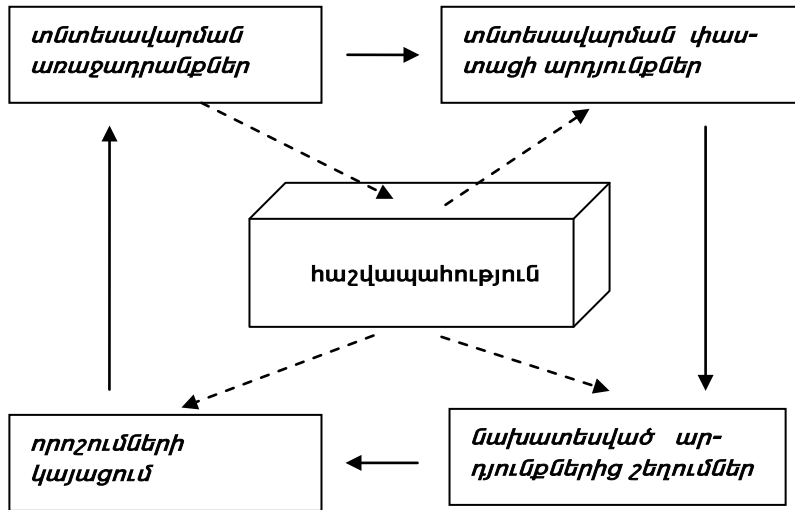 տնտեսավարման
առաջադրանքներ
տնտեսավարման փաս-
տացի արդյունքներ
հաշվապահություն
որոշումների
կայացում
նախատեսված ար-
դյունքներից շեղումներ